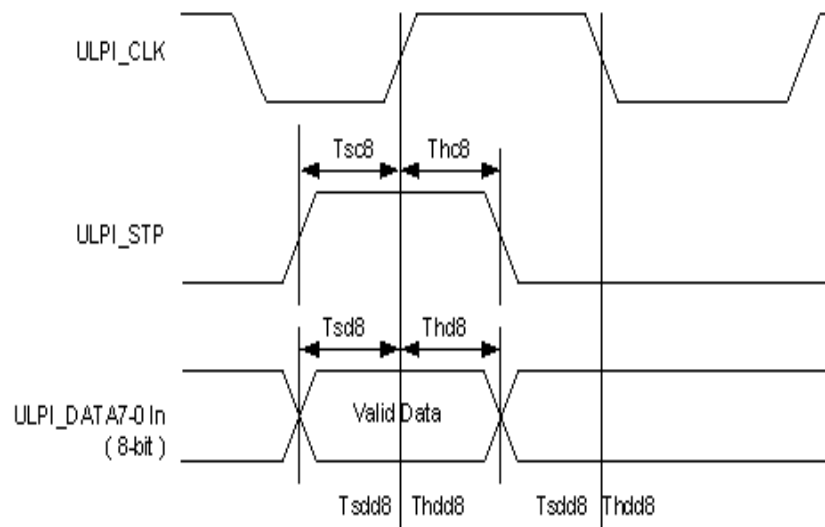 ULPI_CLK
Tsc8 Thc8
ULPI_STP
Tsd8 Thd8
ULPI_DATA7-0 In
( 8-bit )
Valid Data
Tsdd8 Thdd8 Tsdd8 Thdd8